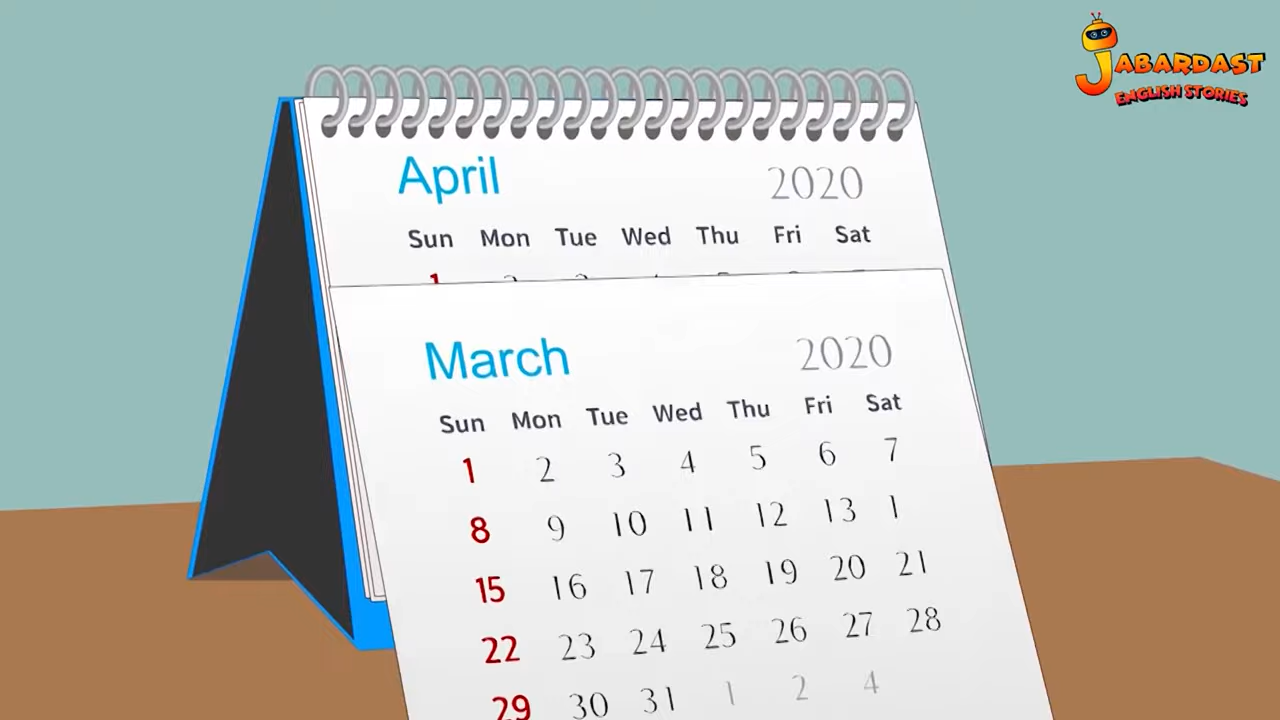 JABARDAST
ENGLISH STORIES
April 2020
Sun Mon Tue Wed Thu Fri Sat
1
March 2020
Sun Mon Tue Wed Thu Fri Sat
1 2 3 4 5 6 7
8 9 10 11 12 13 1
15 16 17 18 19 20 21
22 23 24 25 26 27 28
29 30 31 1 2 4